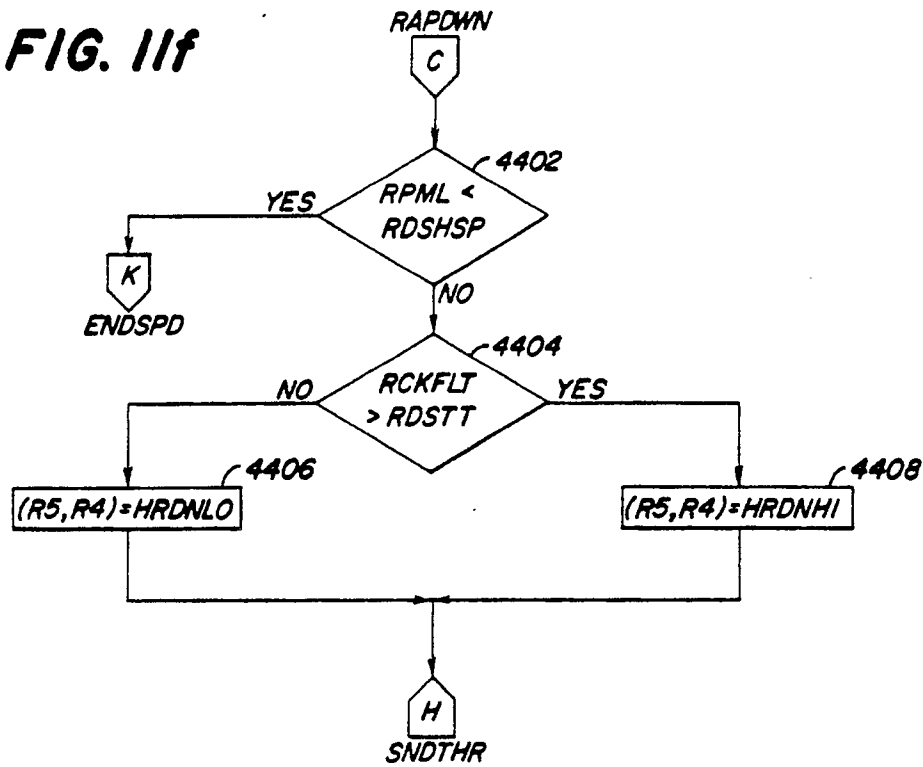 FIG. 11f
RAPDWN
C
4402
RPML <
RDSHSP
YES
K
ENDSPD
NO
4404
RCKFLT
> RDSTT
NO
YES
4406
(R5,R4)=HRDNLO
4408
(R5,R4)=HRDNHI
H
SNDTHR